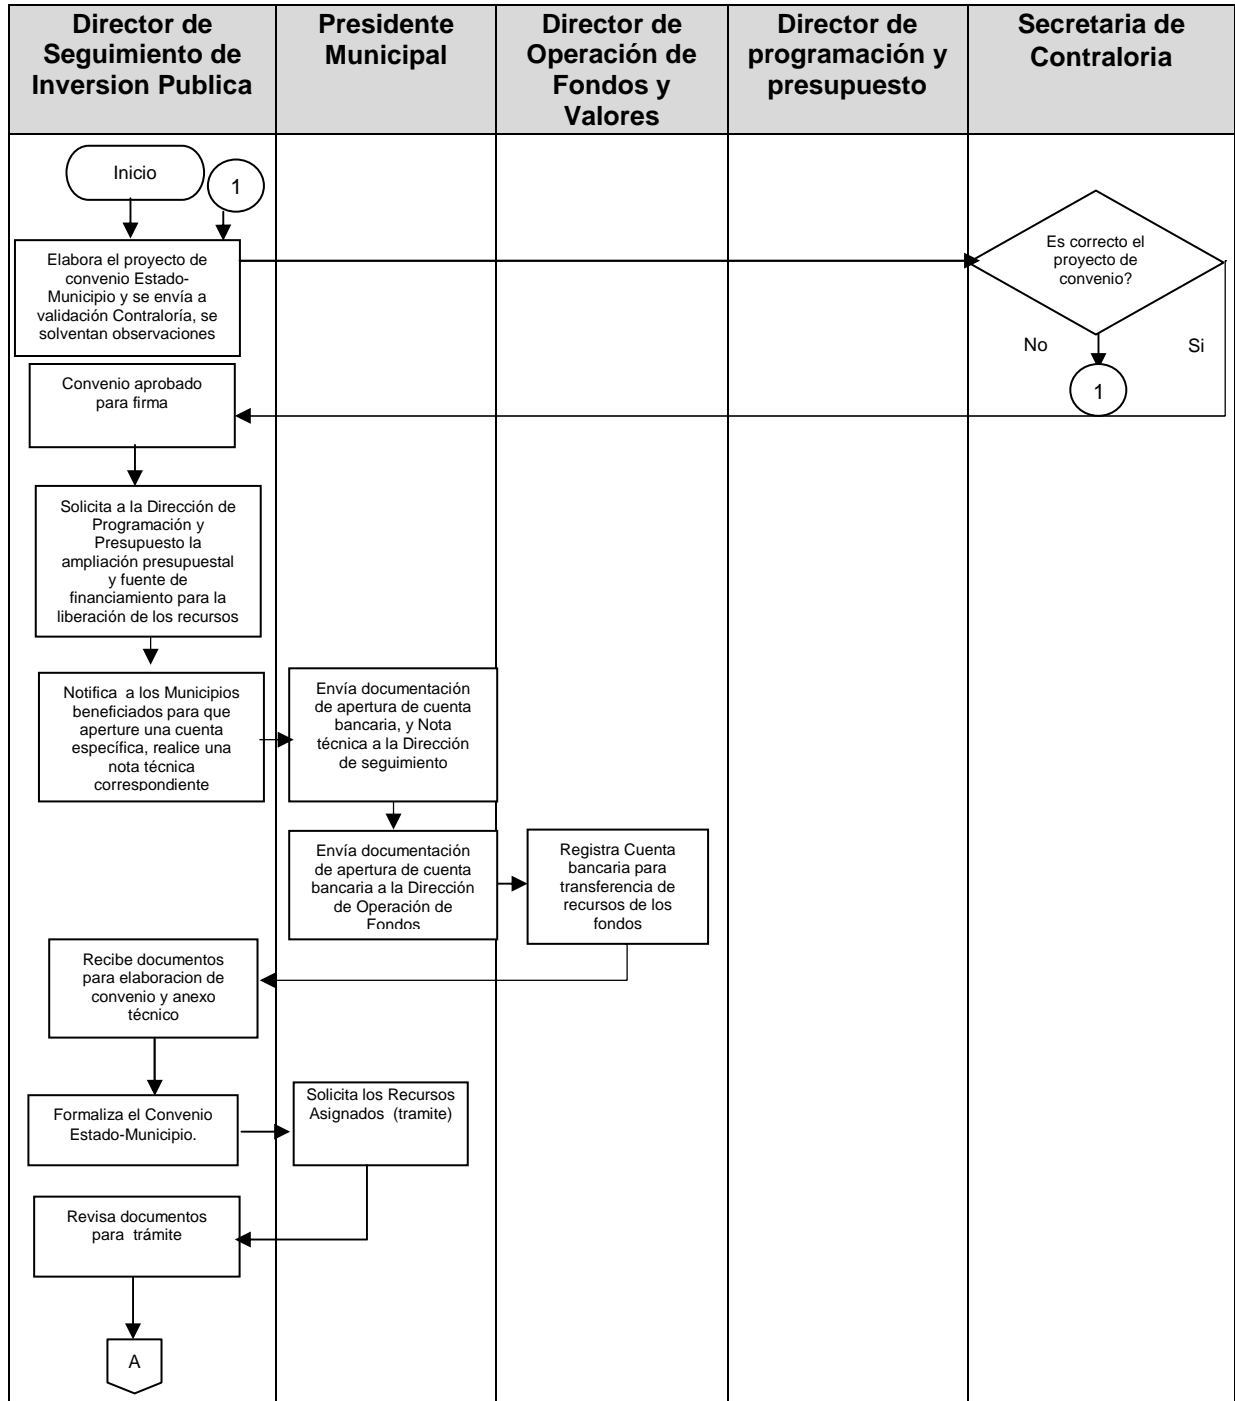 Director de
Seguimiento de
Inversion Publica
Presidente
Municipal
Director de
Operación de
Fondos y
Valores
Director de
programación y
presupuesto
Secretaria de
Contraloria
Inicio
1
Elabora el proyecto de
convenio Estado-
Municipio y se envía a
validación Contraloría, se
solventan observaciones
Es correcto el
proyecto de
convenio?
No
Si
1
Convenio aprobado
para firma
Solicita a la Dirección de
Programación y
Presupuesto la
ampliación presupuestal
y fuente de
financiamiento para la
liberación de los recursos
Notifica a los Municipios
beneficiados para que
aperture una cuenta
específica, realice una
nota técnica
correspondiente
Envía documentación
de apertura de cuenta
bancaria, y Nota
técnica a la Dirección
de seguimiento
Envía documentación
de apertura de cuenta
bancaria a la Dirección
de Operación de
Fondos
Registra Cuenta
bancaria para
transferencia de
recursos de los
fondos
Recibe documentos
para elaboracion de
convenio y anexo
técnico
Formaliza el Convenio
Estado-Municipio.
Solicita los Recursos
Asignados (tramite)
Revisa documentos
para trámite
A